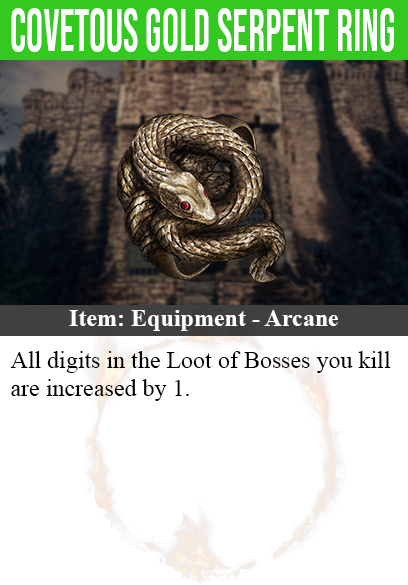 COVETOUS GOLD SERPENT RING
Item: Equipment - Arcane
All digits in the Loot of Bosses you kill
are increased by 1.